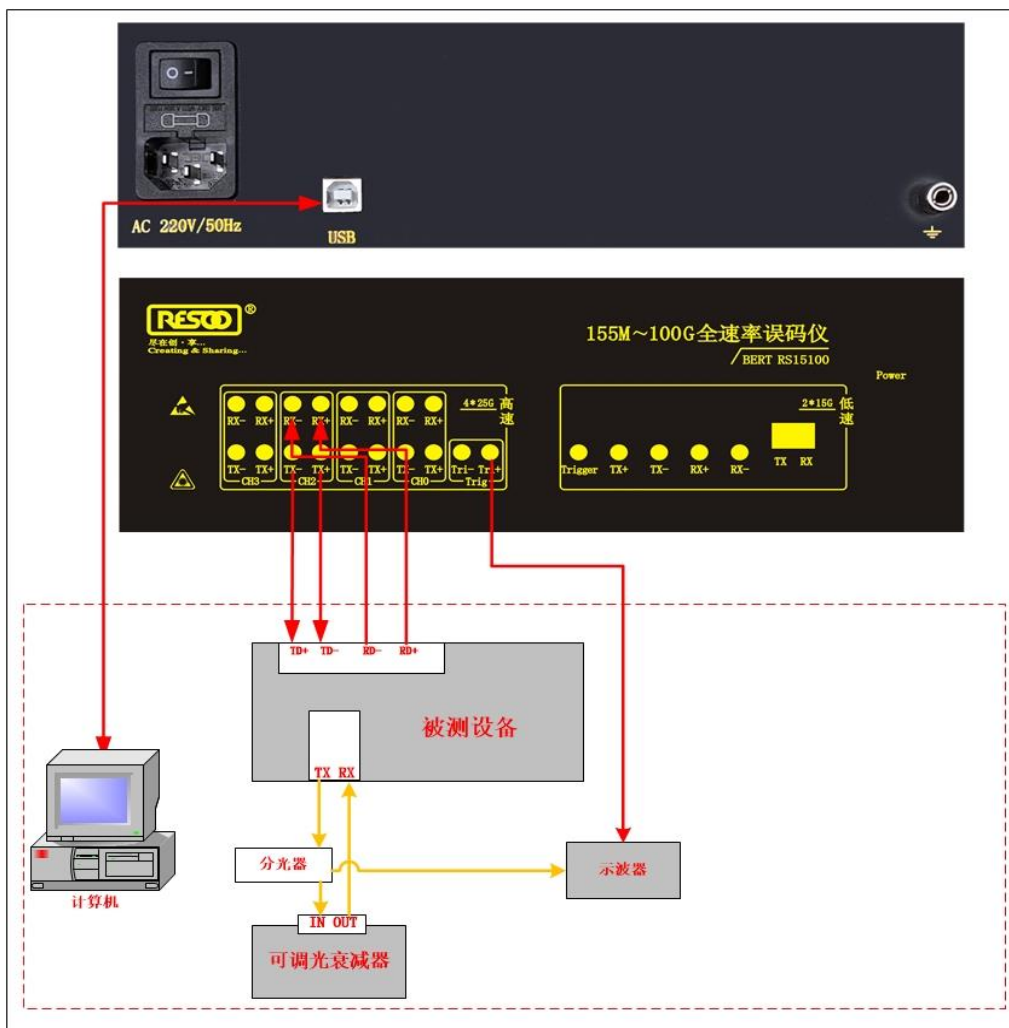 AC 220V/50Hz
USB
RESCO®
尽在创·享...
Creating & Sharing...
155M~100G全速率误码仪
/BERT RS15100
Power
RX- RX+ RX- RX+ RX- RX+ RX- RX+
4*25G 高速
TX- TX+ TX- TX+ TX- TX+ TX- TX+
CH3 CH2 CH1 CH0
Tri- Tri+
Trig
2*15G 低速
Trigger TX+ TX- RX+ RX-
TX RX
TD+ TD- RD- RD+
被测设备
TX RX
分光器
示波器
IN OUT
可调光衰减器
计算机